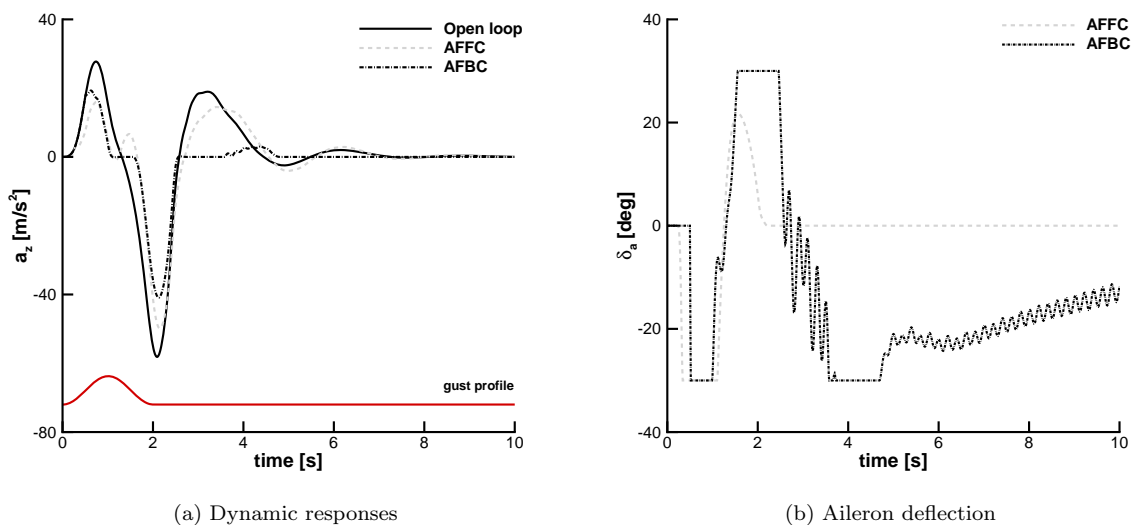 40
Open loop
AFFC
AFBC
0
a_z [m/s²]
-40
gust profile
-80
0 2 4 6 8 10
time [s]
(a) Dynamic responses
40
AFFC
AFBC
20
0
δ_a [deg]
-20
-40
0 2 4 6 8 10
time [s]
(b) Aileron deflection